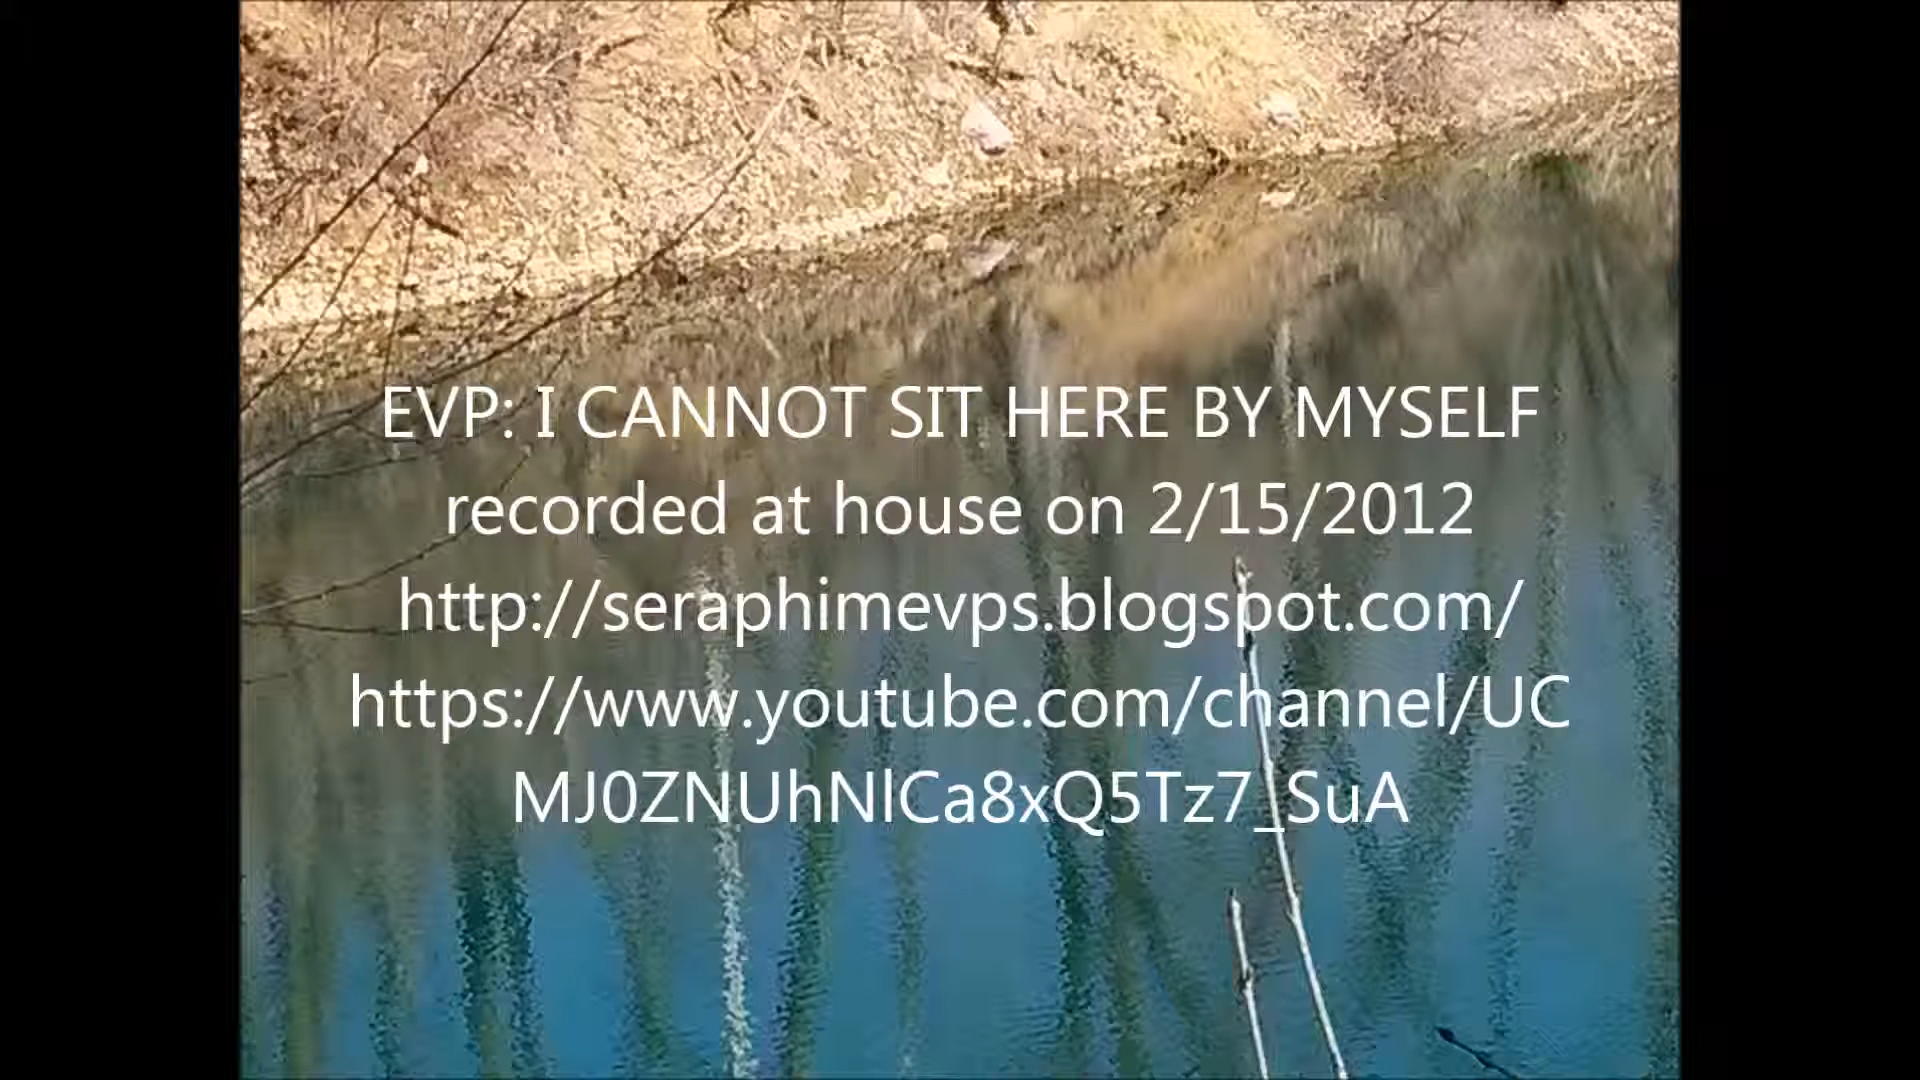 EVP: I CANNOT SIT HERE BY MYSELF
recorded at house on 2/15/2012
http://seraphimevps.blogspot.com/
https://www.youtube.com/channel/UC
MJ0ZNUhNlCa8xQ5Tz7_SuA